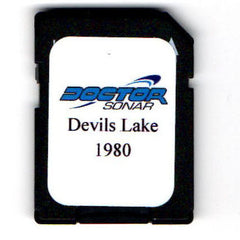 DOCTOR
SONAR
Devils Lake
1980